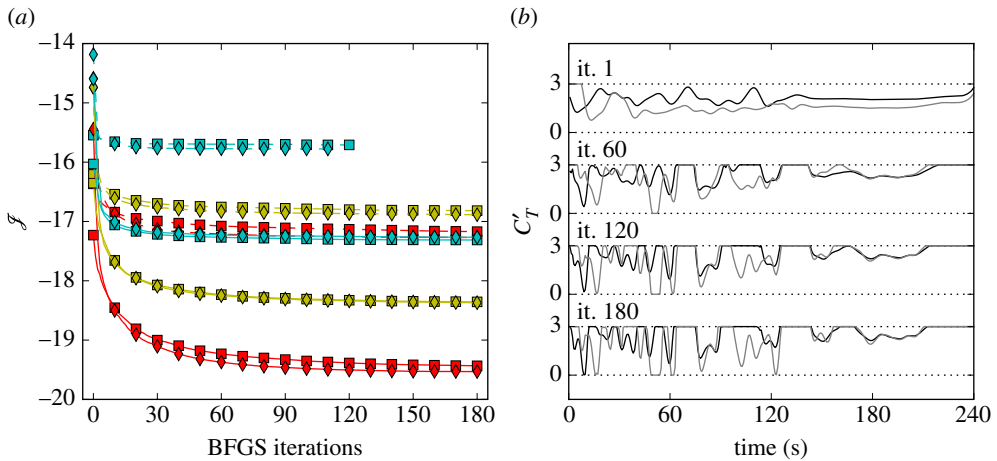 (a)
–14
–15
–16
–17
–18
–19
–20
𝒥
0 30 60 90 120 150 180
BFGS iterations
(b)
it. 1
3
0
it. 60
3
0
it. 120
3
0
it. 180
3
0
C′T
0 60 120 180 240
time (s)